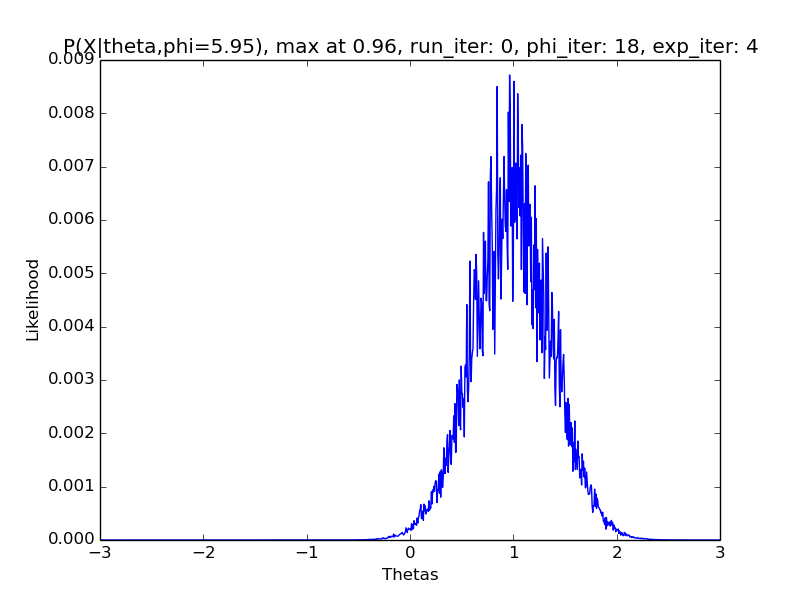 P(X|theta,phi=5.95), max at 0.96, run_iter: 0, phi_iter: 18, exp_iter: 4
0.009
0.008
0.007
0.006
0.005
0.004
0.003
0.002
0.001
0.000
Likelihood
−3 −2 −1 0 1 2 3
Thetas